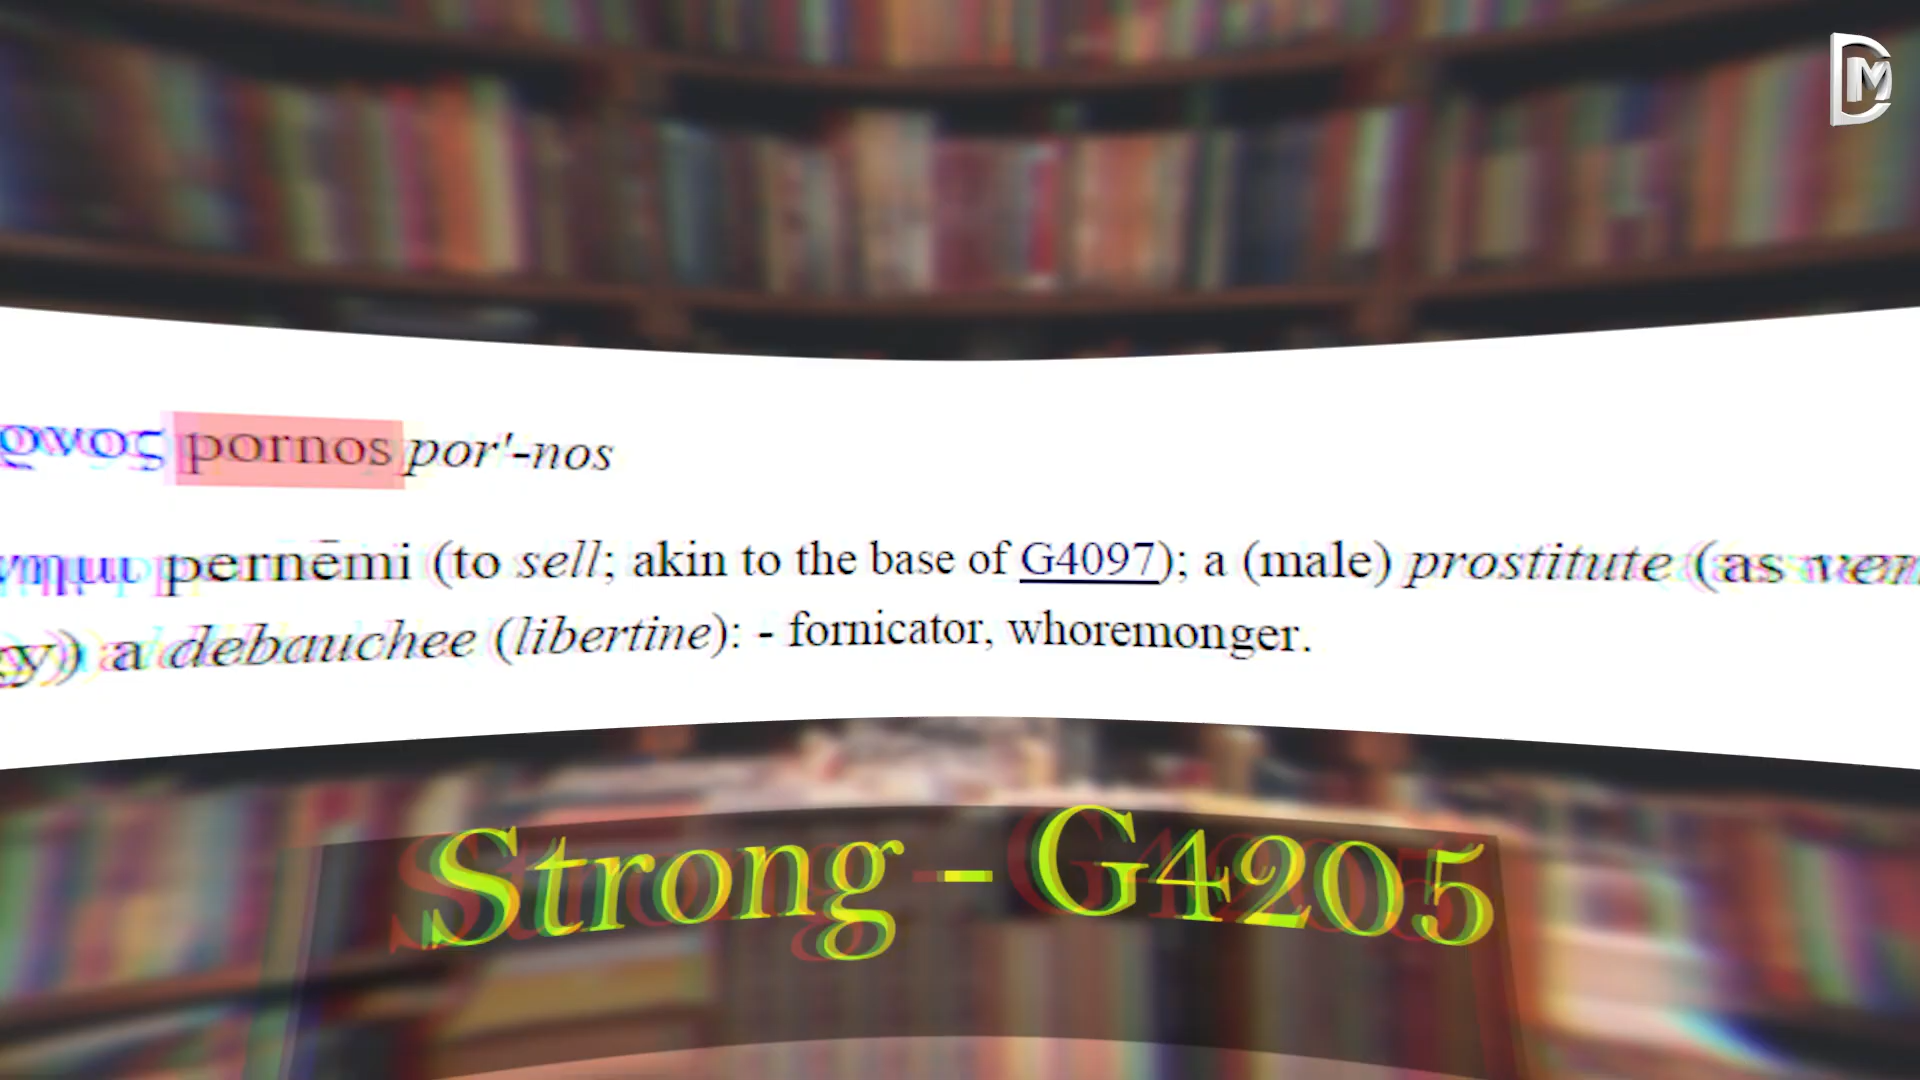 pornos por'-nos
pernēmi (to sell; akin to the base of G4097); a (male) prostitute (as
a debauchee (libertine): - fornicator, whoremonger.
Strong - G4205